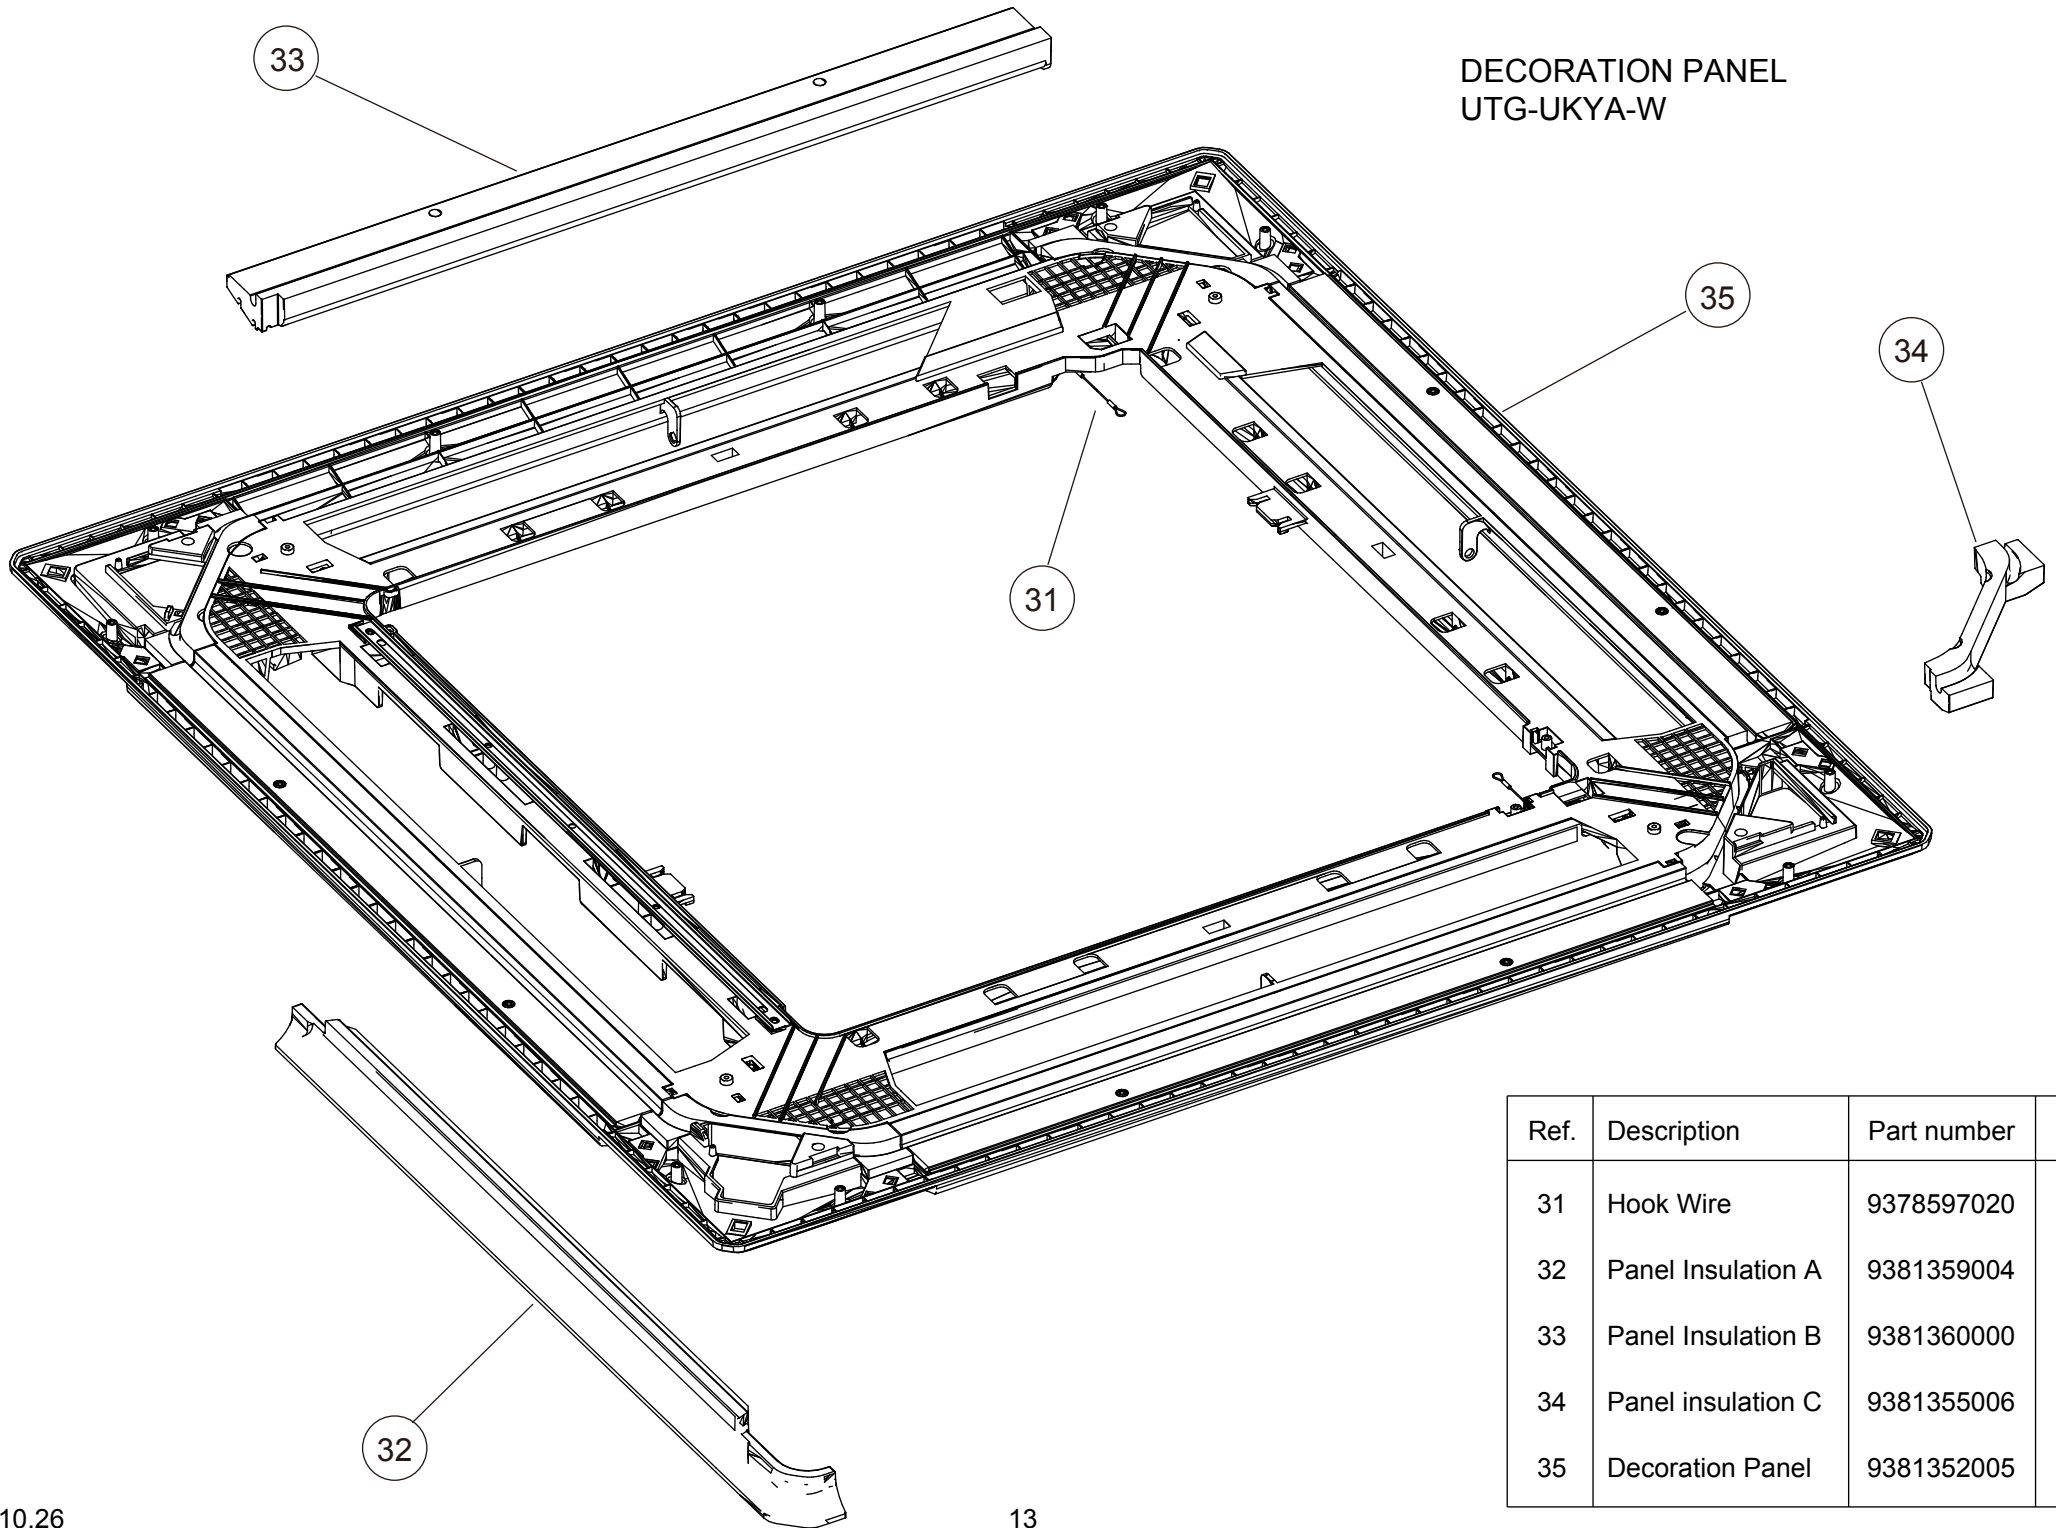 33
DECORATION PANEL
UTG-UKYA-W
35
34
31
32
Ref. Description Part number
31 Hook Wire 9378597020
32 Panel Insulation A 9381359004
33 Panel Insulation B 9381360000
34 Panel insulation C 9381355006
35 Decoration Panel 9381352005
10.26
13